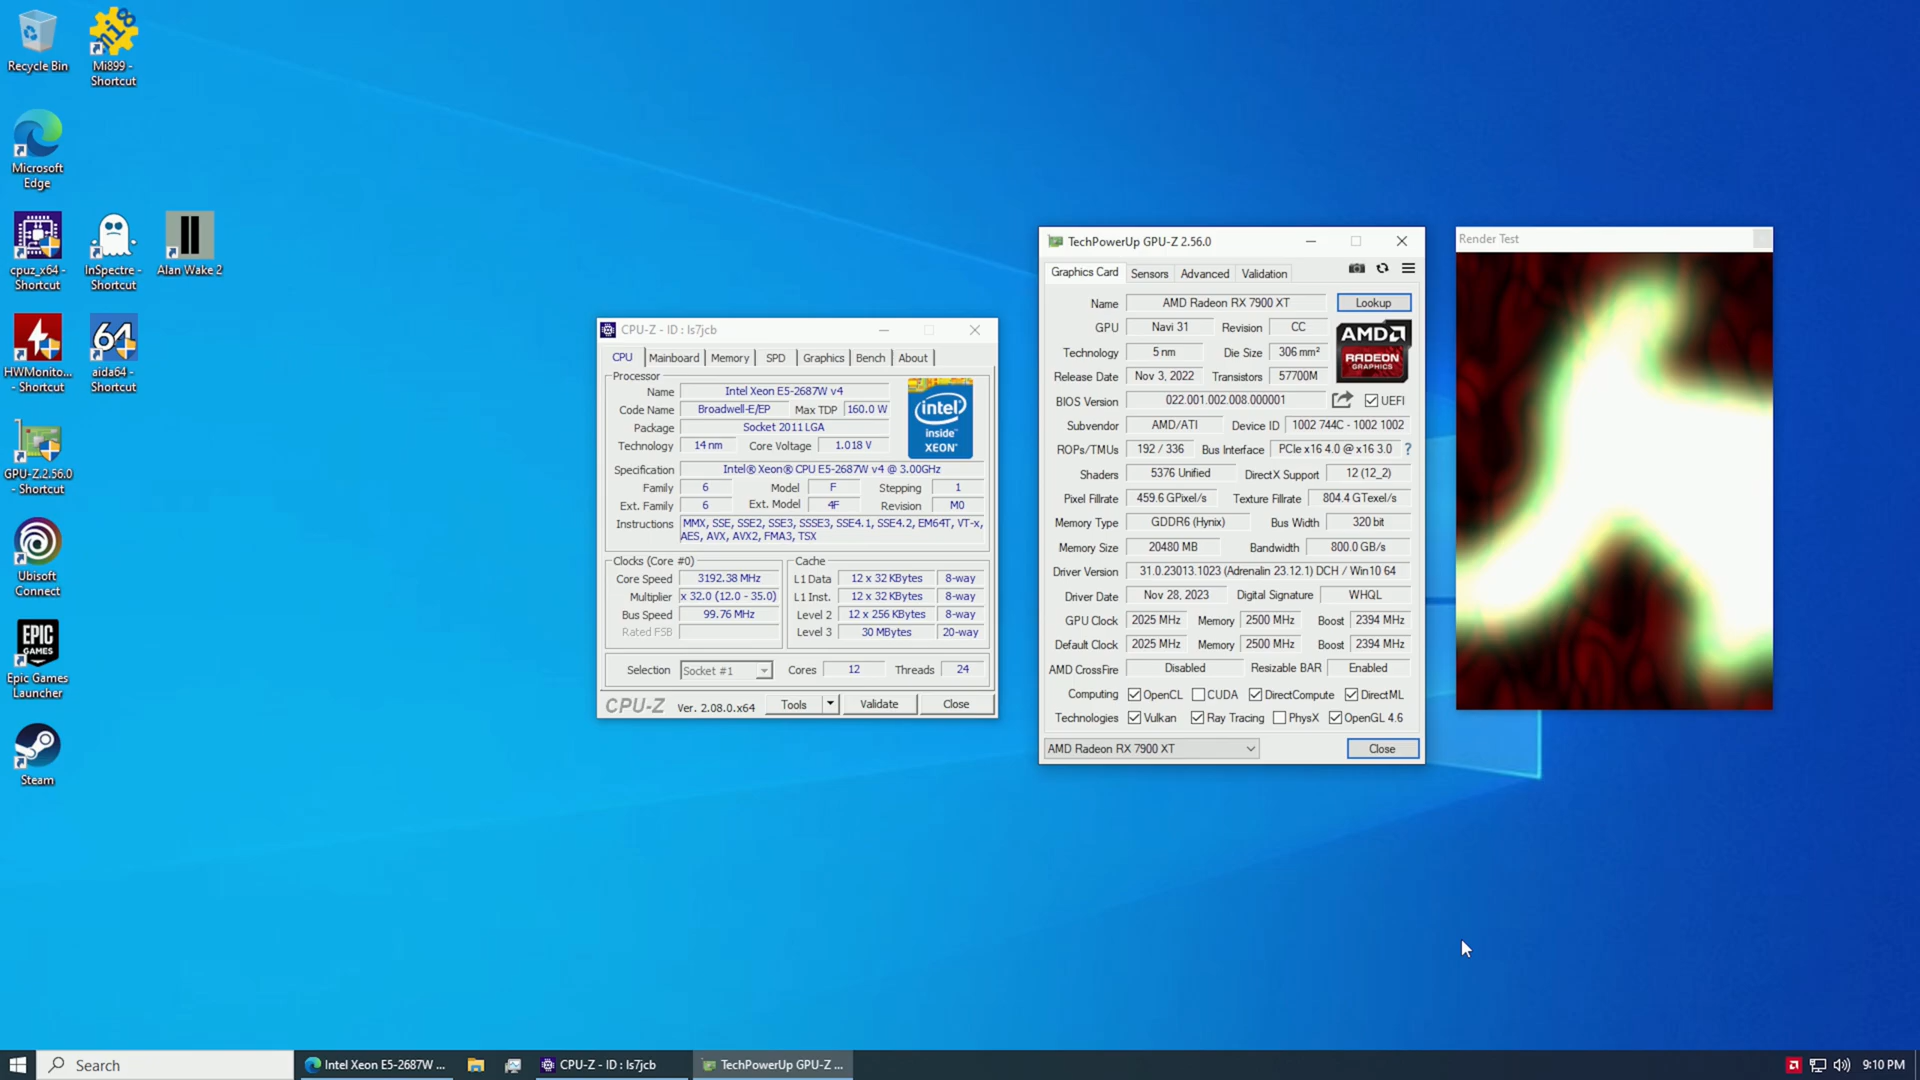 Recycle Bin
Mi899 -
Shortcut
Microsoft
Edge
cpuz_x64 -
Shortcut
InSpectre -
Shortcut
Alan Wake 2
HWMonito...
- Shortcut
64
aida64 -
Shortcut
GPU-Z.2.56.0
- Shortcut
Ubisoft
Connect
EPIC
GAMES
Epic Games
Launcher
Steam
CPU-Z - ID : ls7jcb
CPU Mainboard Memory SPD Graphics Bench About
Processor
Name Intel Xeon E5-2687W v4
Code Name Broadwell-E/EP Max TDP 160.0 W
Package Socket 2011 LGA
Technology 14 nm Core Voltage 1.018 V
intel
inside™
XEON®
Specification Intel® Xeon® CPU E5-2687W v4 @ 3.00GHz
Family 6 Model F Stepping 1
Ext. Family 6 Ext. Model 4F Revision M0
Instructions MMX, SSE, SSE2, SSE3, SSSE3, SSE4.1, SSE4.2, EM64T, VT-x,
AES, AVX, AVX2, FMA3, TSX
Clocks (Core #0)
Core Speed 3192.38 MHz
Multiplier x 32.0 (12.0 - 35.0)
Bus Speed 99.76 MHz
Rated FSB
Cache
L1 Data 12 x 32 KBytes 8-way
L1 Inst. 12 x 32 KBytes 8-way
Level 2 12 x 256 KBytes 8-way
Level 3 30 MBytes 20-way
Selection Socket #1 Cores 12 Threads 24
CPU-Z Ver. 2.08.0.x64 Tools Validate Close
TechPowerUp GPU-Z 2.56.0
Graphics Card Sensors Advanced Validation
Name AMD Radeon RX 7900 XT Lookup
GPU Navi 31 Revision CC
Technology 5 nm Die Size 306 mm²
Release Date Nov 3, 2022 Transistors 57700M
AMD
RADEON
GRAPHICS
BIOS Version 022.001.002.008.000001 UEFI
Subvendor AMD/ATI Device ID 1002 744C - 1002 1002
ROPs/TMUs 192 / 336 Bus Interface PCIe x16 4.0 @ x16 3.0 ?
Shaders 5376 Unified DirectX Support 12 (12_2)
Pixel Fillrate 459.6 GPixel/s Texture Fillrate 804.4 GTexel/s
Memory Type GDDR6 (Hynix) Bus Width 320 bit
Memory Size 20480 MB Bandwidth 800.0 GB/s
Driver Version 31.0.23013.1023 (Adrenalin 23.12.1) DCH / Win10 64
Driver Date Nov 28, 2023 Digital Signature WHQL
GPU Clock 2025 MHz Memory 2500 MHz Boost 2394 MHz
Default Clock 2025 MHz Memory 2500 MHz Boost 2394 MHz
AMD CrossFire Disabled Resizable BAR Enabled
Computing OpenCL CUDA DirectCompute DirectML
Technologies Vulkan Ray Tracing PhysX OpenGL 4.6
AMD Radeon RX 7900 XT Close
Render Test
Search
Intel Xeon E5-2687W ...
CPU-Z - ID : ls7jcb
TechPowerUp GPU-Z ...
9:10 PM